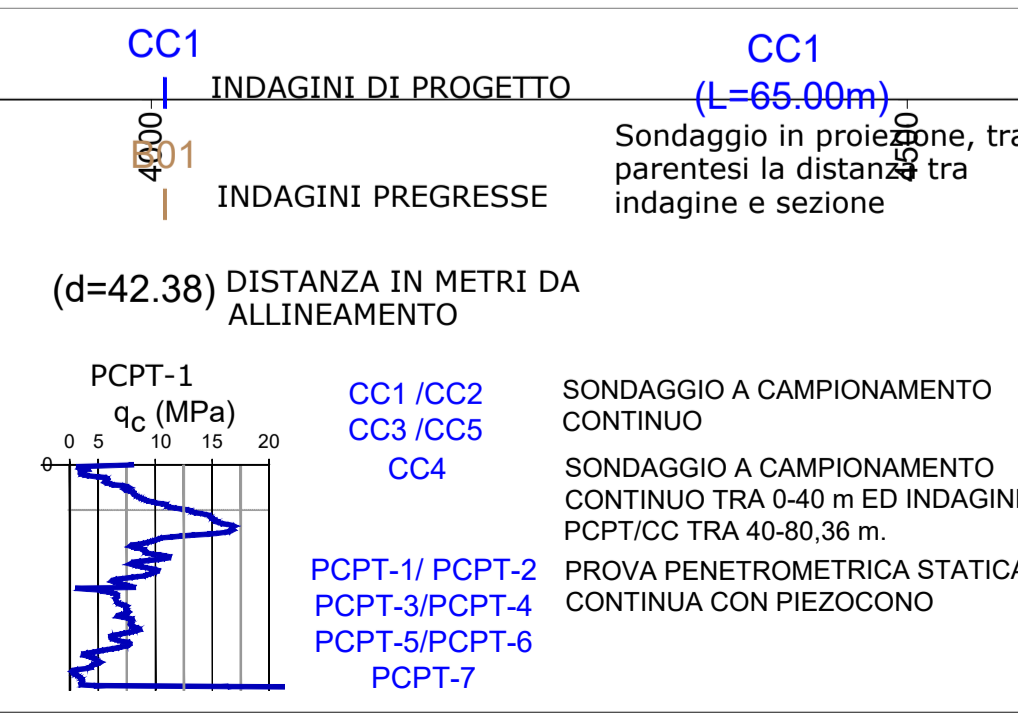 CC1
INDAGINI DI PROGETTO
CC1
(L=65.00m)
4000
4500
B01
INDAGINI PREGRESSE
Sondaggio in proiezione, tra
parentesi la distanza tra
indagine e sezione
(d=42.38)
DISTANZA IN METRI DA
ALLINEAMENTO
PCPT-1
qc (MPa)
0 5 10 15 20
0
CC1 /CC2
CC3 /CC5
SONDAGGIO A CAMPIONAMENTO
CONTINUO
CC4
SONDAGGIO A CAMPIONAMENTO
CONTINUO TRA 0-40 m ED INDAGINI
PCPT/CC TRA 40-80,36 m.
PCPT-1/ PCPT-2
PCPT-3/PCPT-4
PCPT-5/PCPT-6
PCPT-7
PROVA PENETROMETRICA STATICA
CONTINUA CON PIEZOCONO